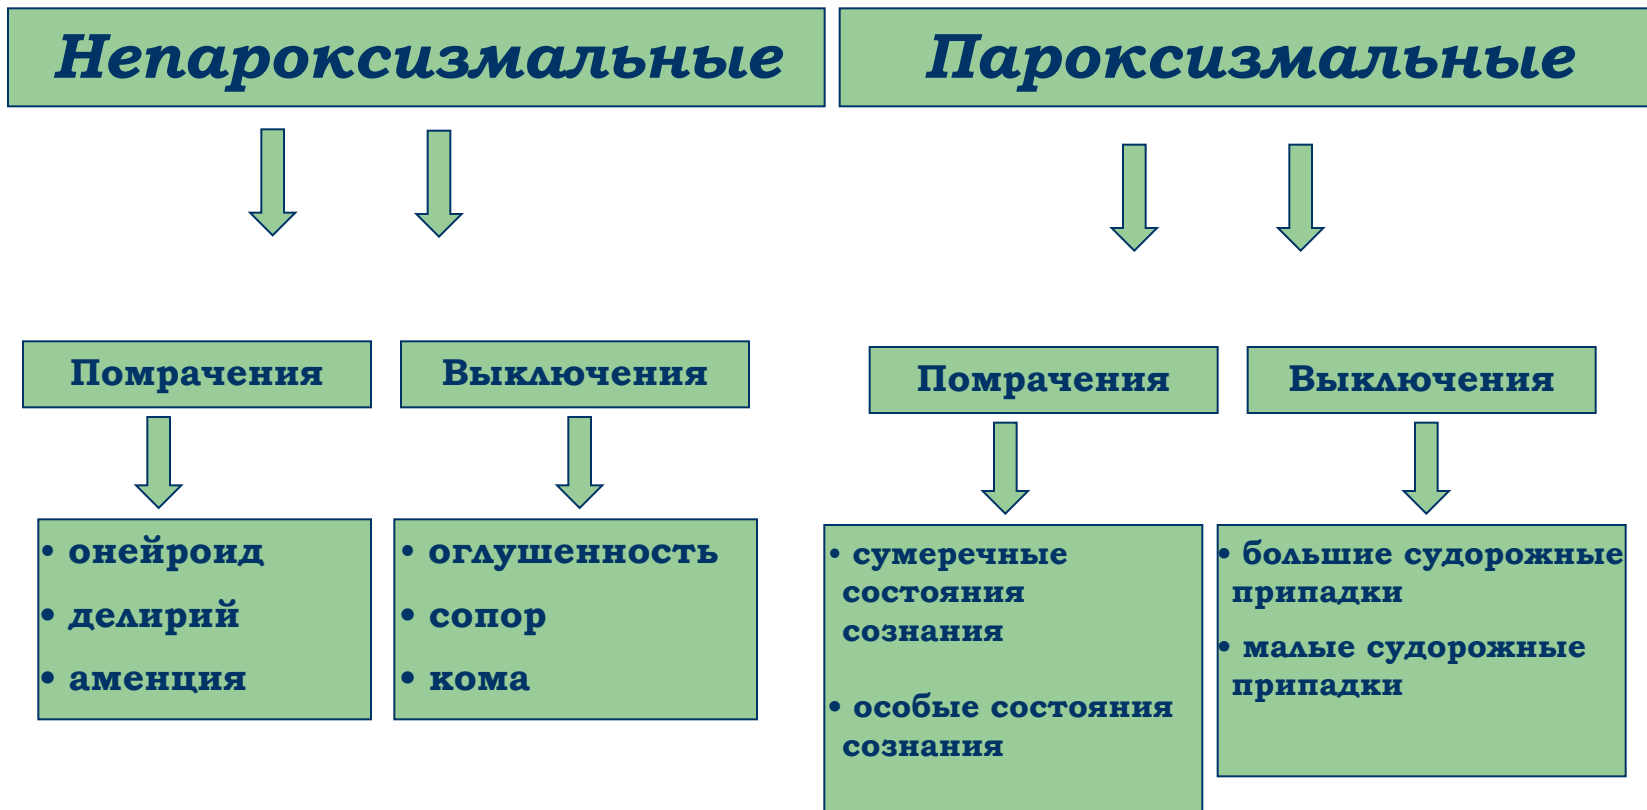 Непароксизмальные
Пароксизмальные
Помрачения
Выключения
Помрачения
Выключения
• онейроид
• делирий
• аменция
• оглушенность
• сопор
• кома
• сумеречные
состояния
сознания
• особые состояния
сознания
• большие судорожные
припадки
• малые судорожные
припадки